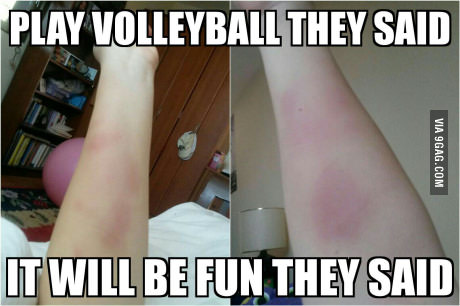 PLAY VOLLEYBALL THEY SAID
VIA 9GAG.COM
IT WILL BE FUN THEY SAID